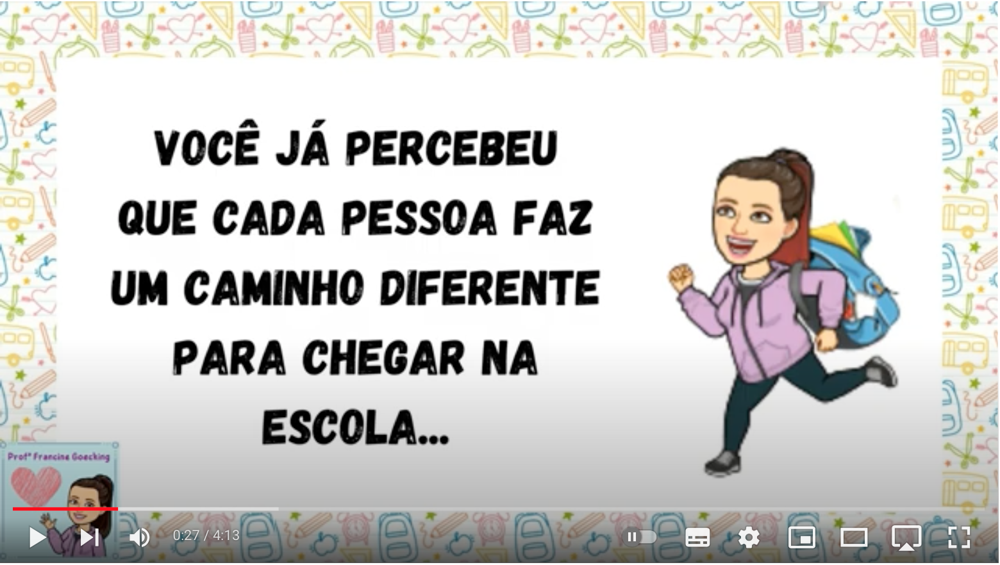 VOCÊ JÁ PERCEBEU
QUE CADA PESSOA FAZ
UM CAMINHO DIFERENTE
PARA CHEGAR NA
ESCOLA...
Profª Francine Goecking
0:27 / 4:13